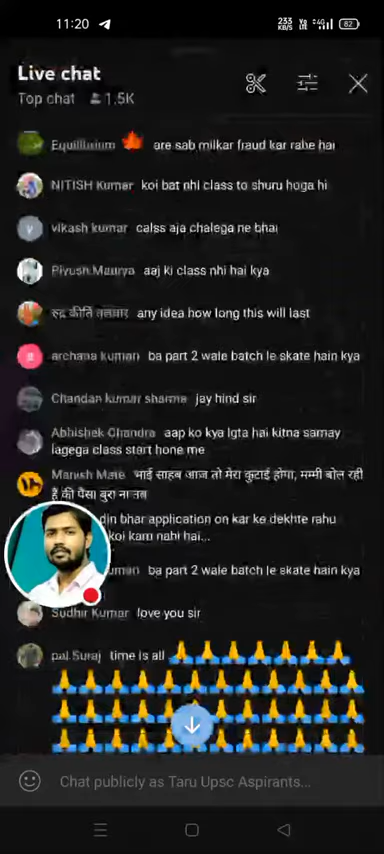 11:20
233 KB/S
4G
82
Live chat
Top chat 1.5K
Equilibrium 🍁 are sab milkar fraud kar rahe hai
NITISH Kumar koi bat nhi class to shuru hoga hi
vikash kumar calss aja chalega ne bhai
Piyush Maurya aaj ki class nhi hai kya
रुद्र कीर्ति तलवार any idea how long this will last
archana kumari ba part 2 wale batch le skate hain kya
Chandan kumar sharma jay hind sir
Abhishek Chandra aap ko kya lgta hai kitna samay
lagega class start hone me
Manish Mate भाई साहब आज तो मेरा कुटाई होगा, मम्मी बोल रही
है की पैसा बुरा ना
din bhar application on kar ke dekhte rahu
koi kam nahi hai...
ba part 2 wale batch le skate hain kya
Sudhir Kumar love you sir
pal.Suraj time is all 🙏🙏🙏🙏🙏🙏
🙏🙏🙏🙏🙏🙏🙏🙏🙏🙏
🙏🙏🙏🙏🙏🙏🙏🙏🙏
🙏🙏🙏🙏🙏🙏🙏🙏🙏
Chat publicly as Taru Upsc Aspirants...